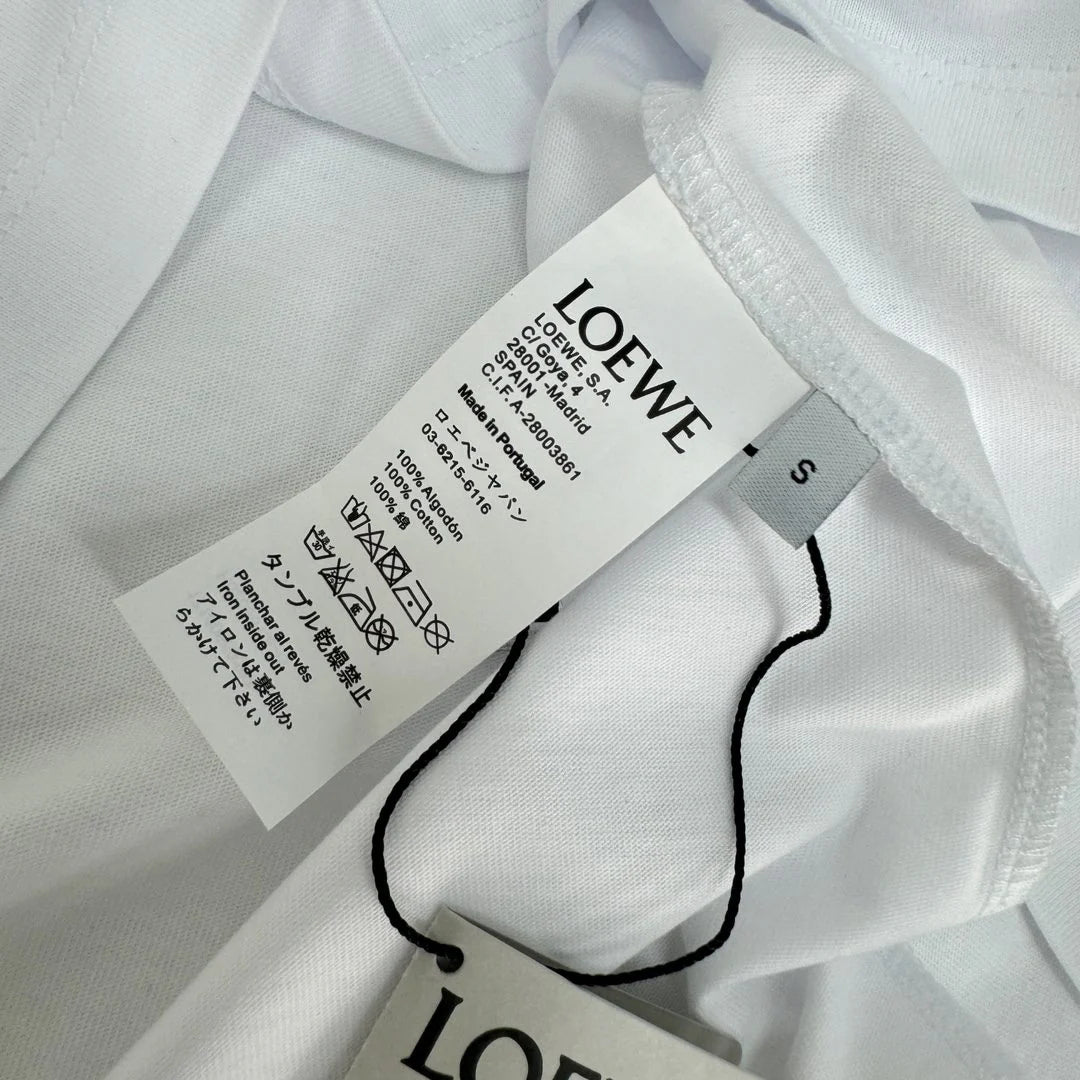 LOEWE
LOEWE, S.A.
C/Goya, 4
28001 -Madrid
SPAIN
C.I.F. A-28003861
Made in Portugal
ロエベジャパン
03-6215-6116
100% Algodón
100% Cotton
100% 綿
タンブル乾燥禁止
Planchar al revés
Iron inside out
アイロンは裏側か
らかけて下さい
S
LOE